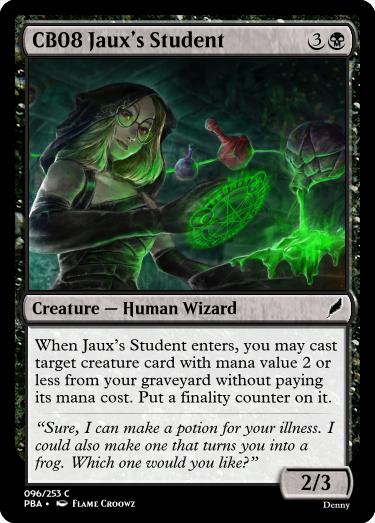 CB08 Jaux's Student 3
Creature — Human Wizard
When Jaux's Student enters, you may cast
target creature card with mana value 2 or
less from your graveyard without paying
its mana cost. Put a finality counter on it.
“Sure, I can make a potion for your illness. I
could also make one that turns you into a
frog. Which one would you like?”
2/3
096/253 C
PBA • Flame Croowz
Denny